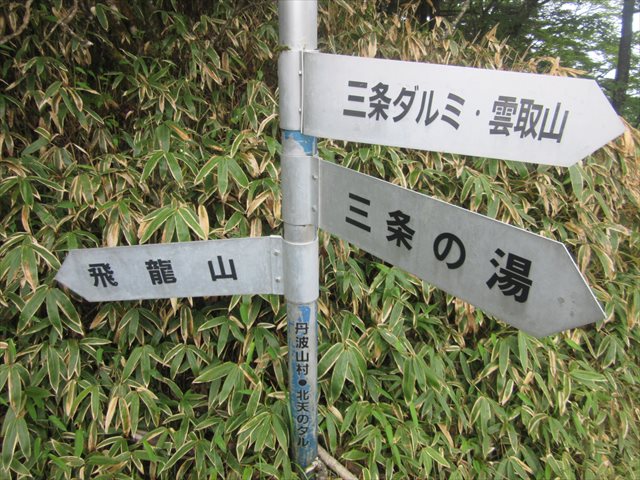 三条ダルミ・雲取山
三条の湯
飛龍山
丹波山村●北天のタル